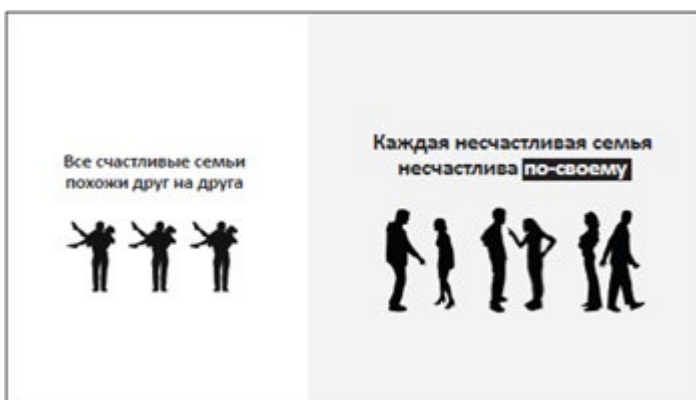 Все счастливые семьи
похожи друг на друга
Каждая несчастливая семья
несчастлива по-своему